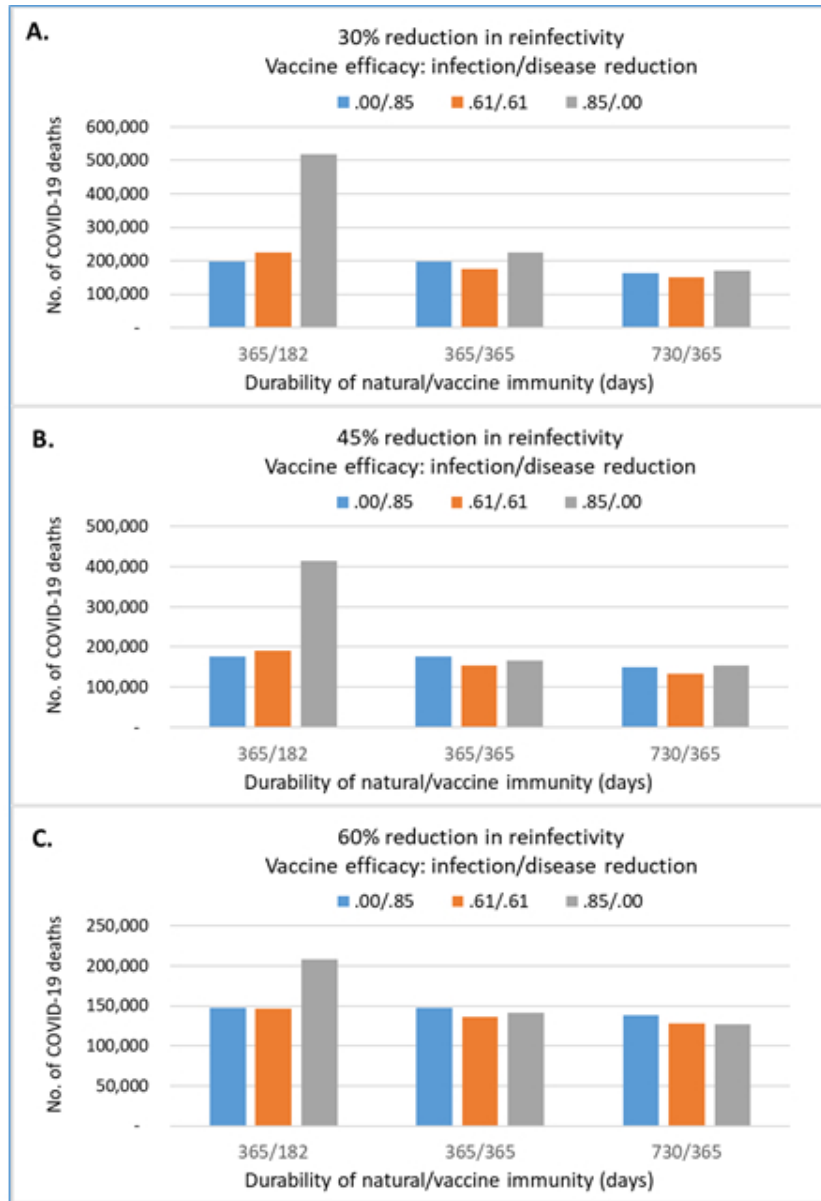 A.
30% reduction in reinfectivity
Vaccine efficacy: infection/disease reduction
.00/.85 .61/.61 .85/.00
No. of COVID-19 deaths
600,000
500,000
400,000
300,000
200,000
100,000
-
365/182 365/365 730/365
Durability of natural/vaccine immunity (days)
B.
45% reduction in reinfectivity
Vaccine efficacy: infection/disease reduction
.00/.85 .61/.61 .85/.00
No. of COVID-19 deaths
500,000
400,000
300,000
200,000
100,000
-
365/182 365/365 730/365
Durability of natural/vaccine immunity (days)
C.
60% reduction in reinfectivity
Vaccine efficacy: infection/disease reduction
.00/.85 .61/.61 .85/.00
No. of COVID-19 deaths
250,000
200,000
150,000
100,000
50,000
-
365/182 365/365 730/365
Durability of natural/vaccine immunity (days)